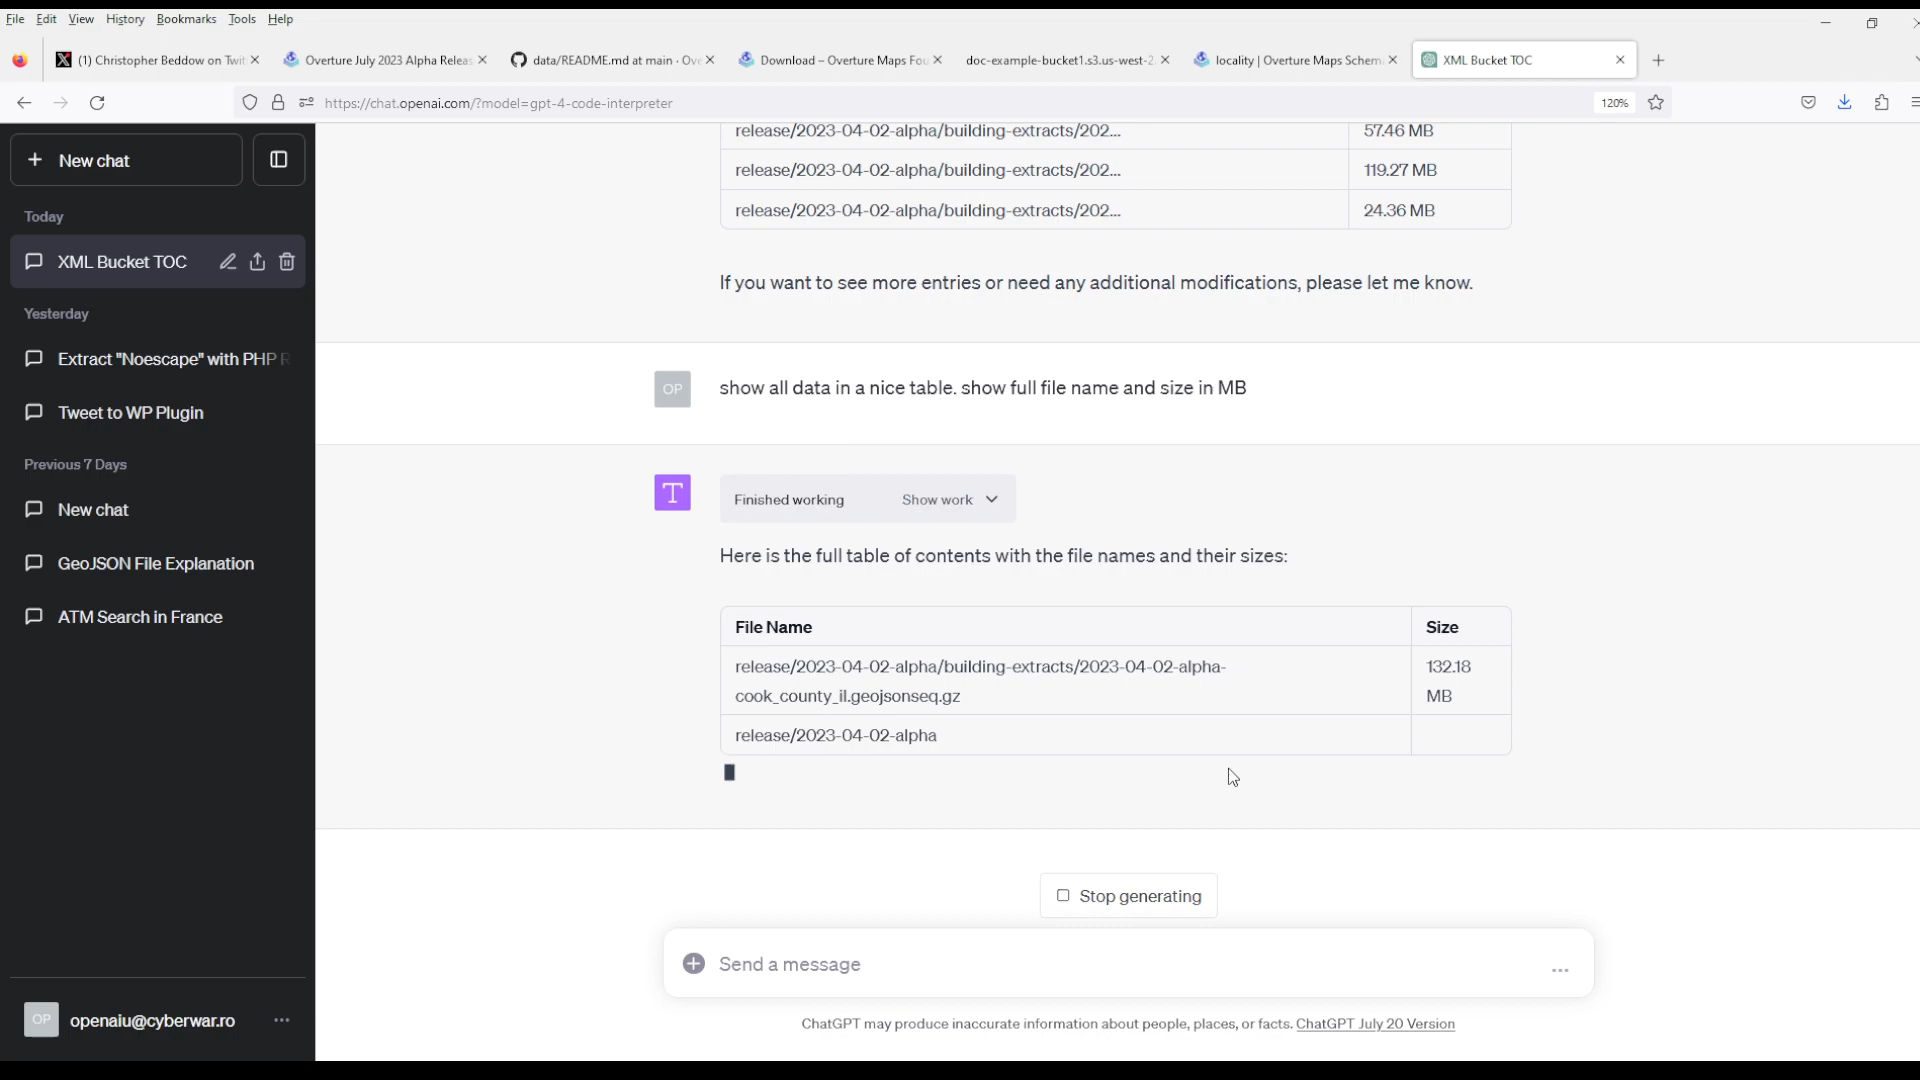 File Edit View History Bookmarks Tools Help
(1) Christopher Beddow on Twit
Overture July 2023 Alpha Releas
data/README.md at main · Ove
Download – Overture Maps Fou
doc-example-bucket1.s3.us-west-2.
locality | Overture Maps Schem
XML Bucket TOC
https://chat.openai.com/?model=gpt-4-code-interpreter
120%
New chat
Today
XML Bucket TOC
Yesterday
Extract "Noescape" with PHP R
Tweet to WP Plugin
Previous 7 Days
New chat
GeoJSON File Explanation
ATM Search in France
OP openaiu@cyberwar.ro
release/2023-04-02-alpha/building-extracts/202... 57.46 MB
release/2023-04-02-alpha/building-extracts/202... 119.27 MB
release/2023-04-02-alpha/building-extracts/202... 24.36 MB
If you want to see more entries or need any additional modifications, please let me know.
OP show all data in a nice table. show full file name and size in MB
T Finished working Show work
Here is the full table of contents with the file names and their sizes:
File Name Size
release/2023-04-02-alpha/building-extracts/2023-04-02-alpha- 132.18
cook_county_il.geojsonseq.gz MB
release/2023-04-02-alpha
Stop generating
Send a message
ChatGPT may produce inaccurate information about people, places, or facts. ChatGPT July 20 Version